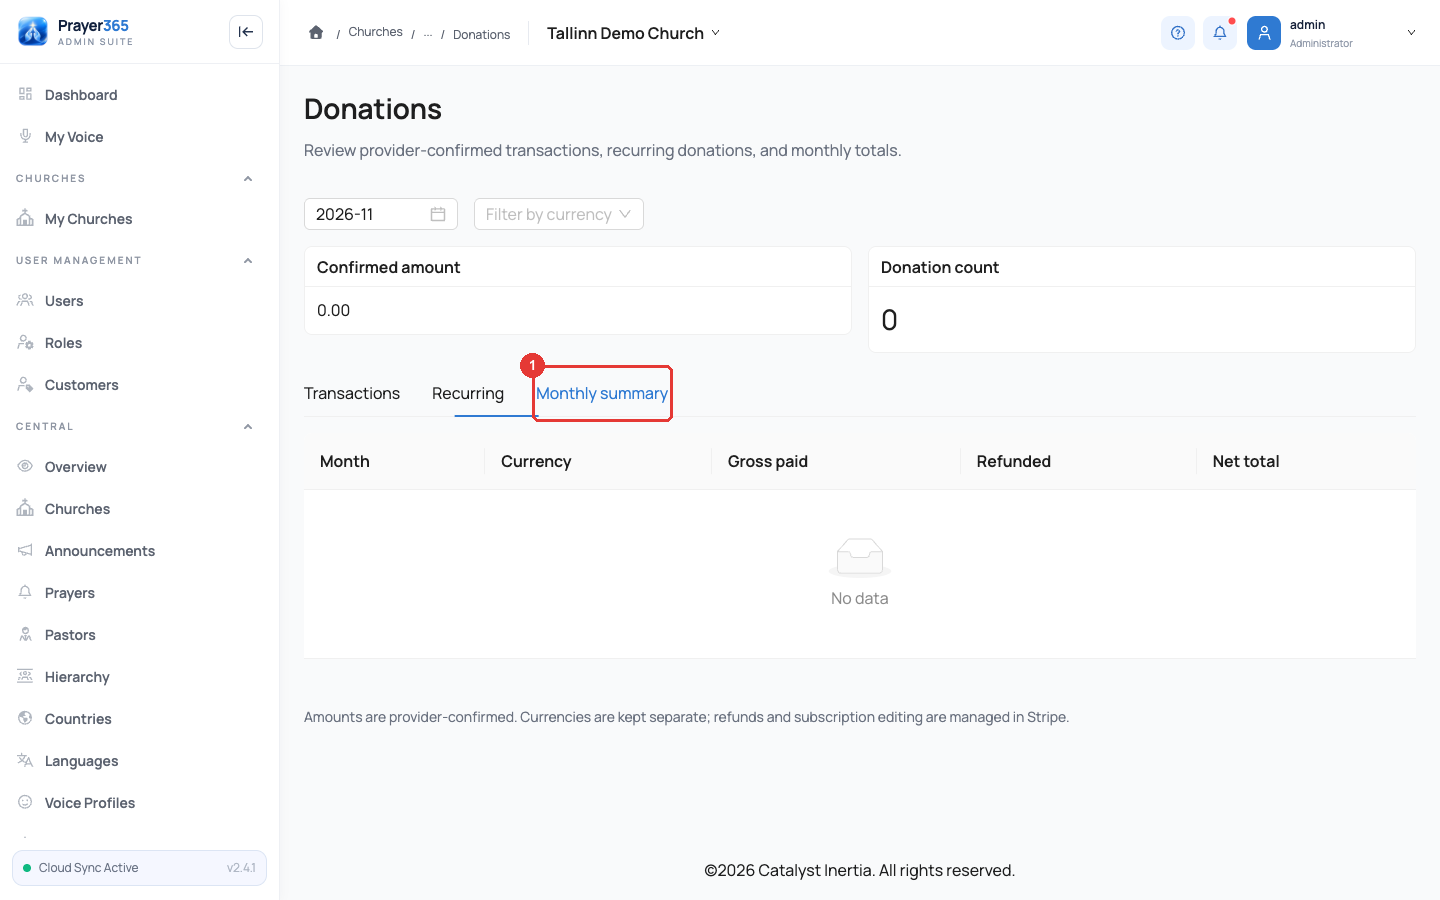 Prayer365
ADMIN SUITE
/ Churches / ... / Donations
Tallinn Demo Church
admin
Administrator
Dashboard
My Voice
CHURCHES
My Churches
USER MANAGEMENT
Users
Roles
Customers
CENTRAL
Overview
Churches
Announcements
Prayers
Pastors
Hierarchy
Countries
Languages
Voice Profiles
Cloud Sync Active v2.4.1
Donations
Review provider-confirmed transactions, recurring donations, and monthly totals.
2026-11 Filter by currency
Confirmed amount
0.00
Donation count
0
1
Transactions Recurring Monthly summary
Month Currency Gross paid Refunded Net total
No data
Amounts are provider-confirmed. Currencies are kept separate; refunds and subscription editing are managed in Stripe.
©2026 Catalyst Inertia. All rights reserved.